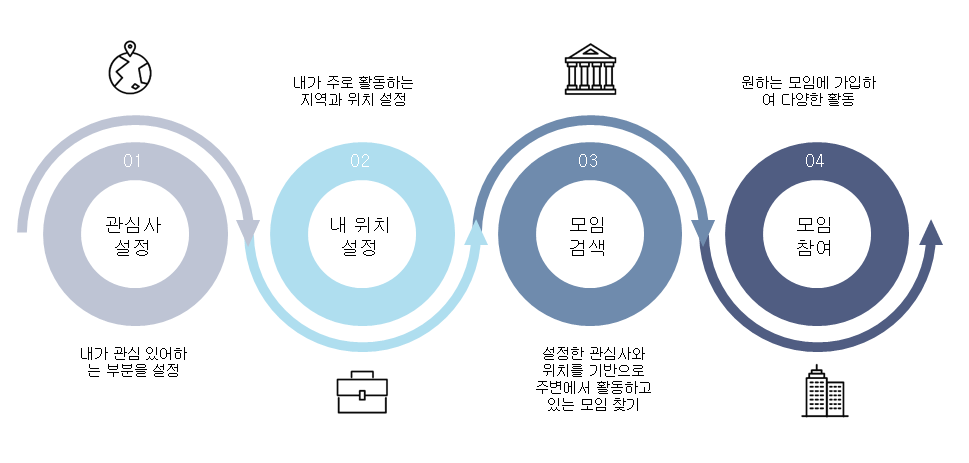 01
관심사
설정
내가 관심 있어하
는 부분을 설정
내가 주로 활동하는
지역과 위치 설정
02
내 위치
설정
03
모임
검색
설정한 관심사와
위치를 기반으로
주변에서 활동하고
있는 모임 찾기
원하는 모임에 가입하
여 다양한 활동
04
모임
참여